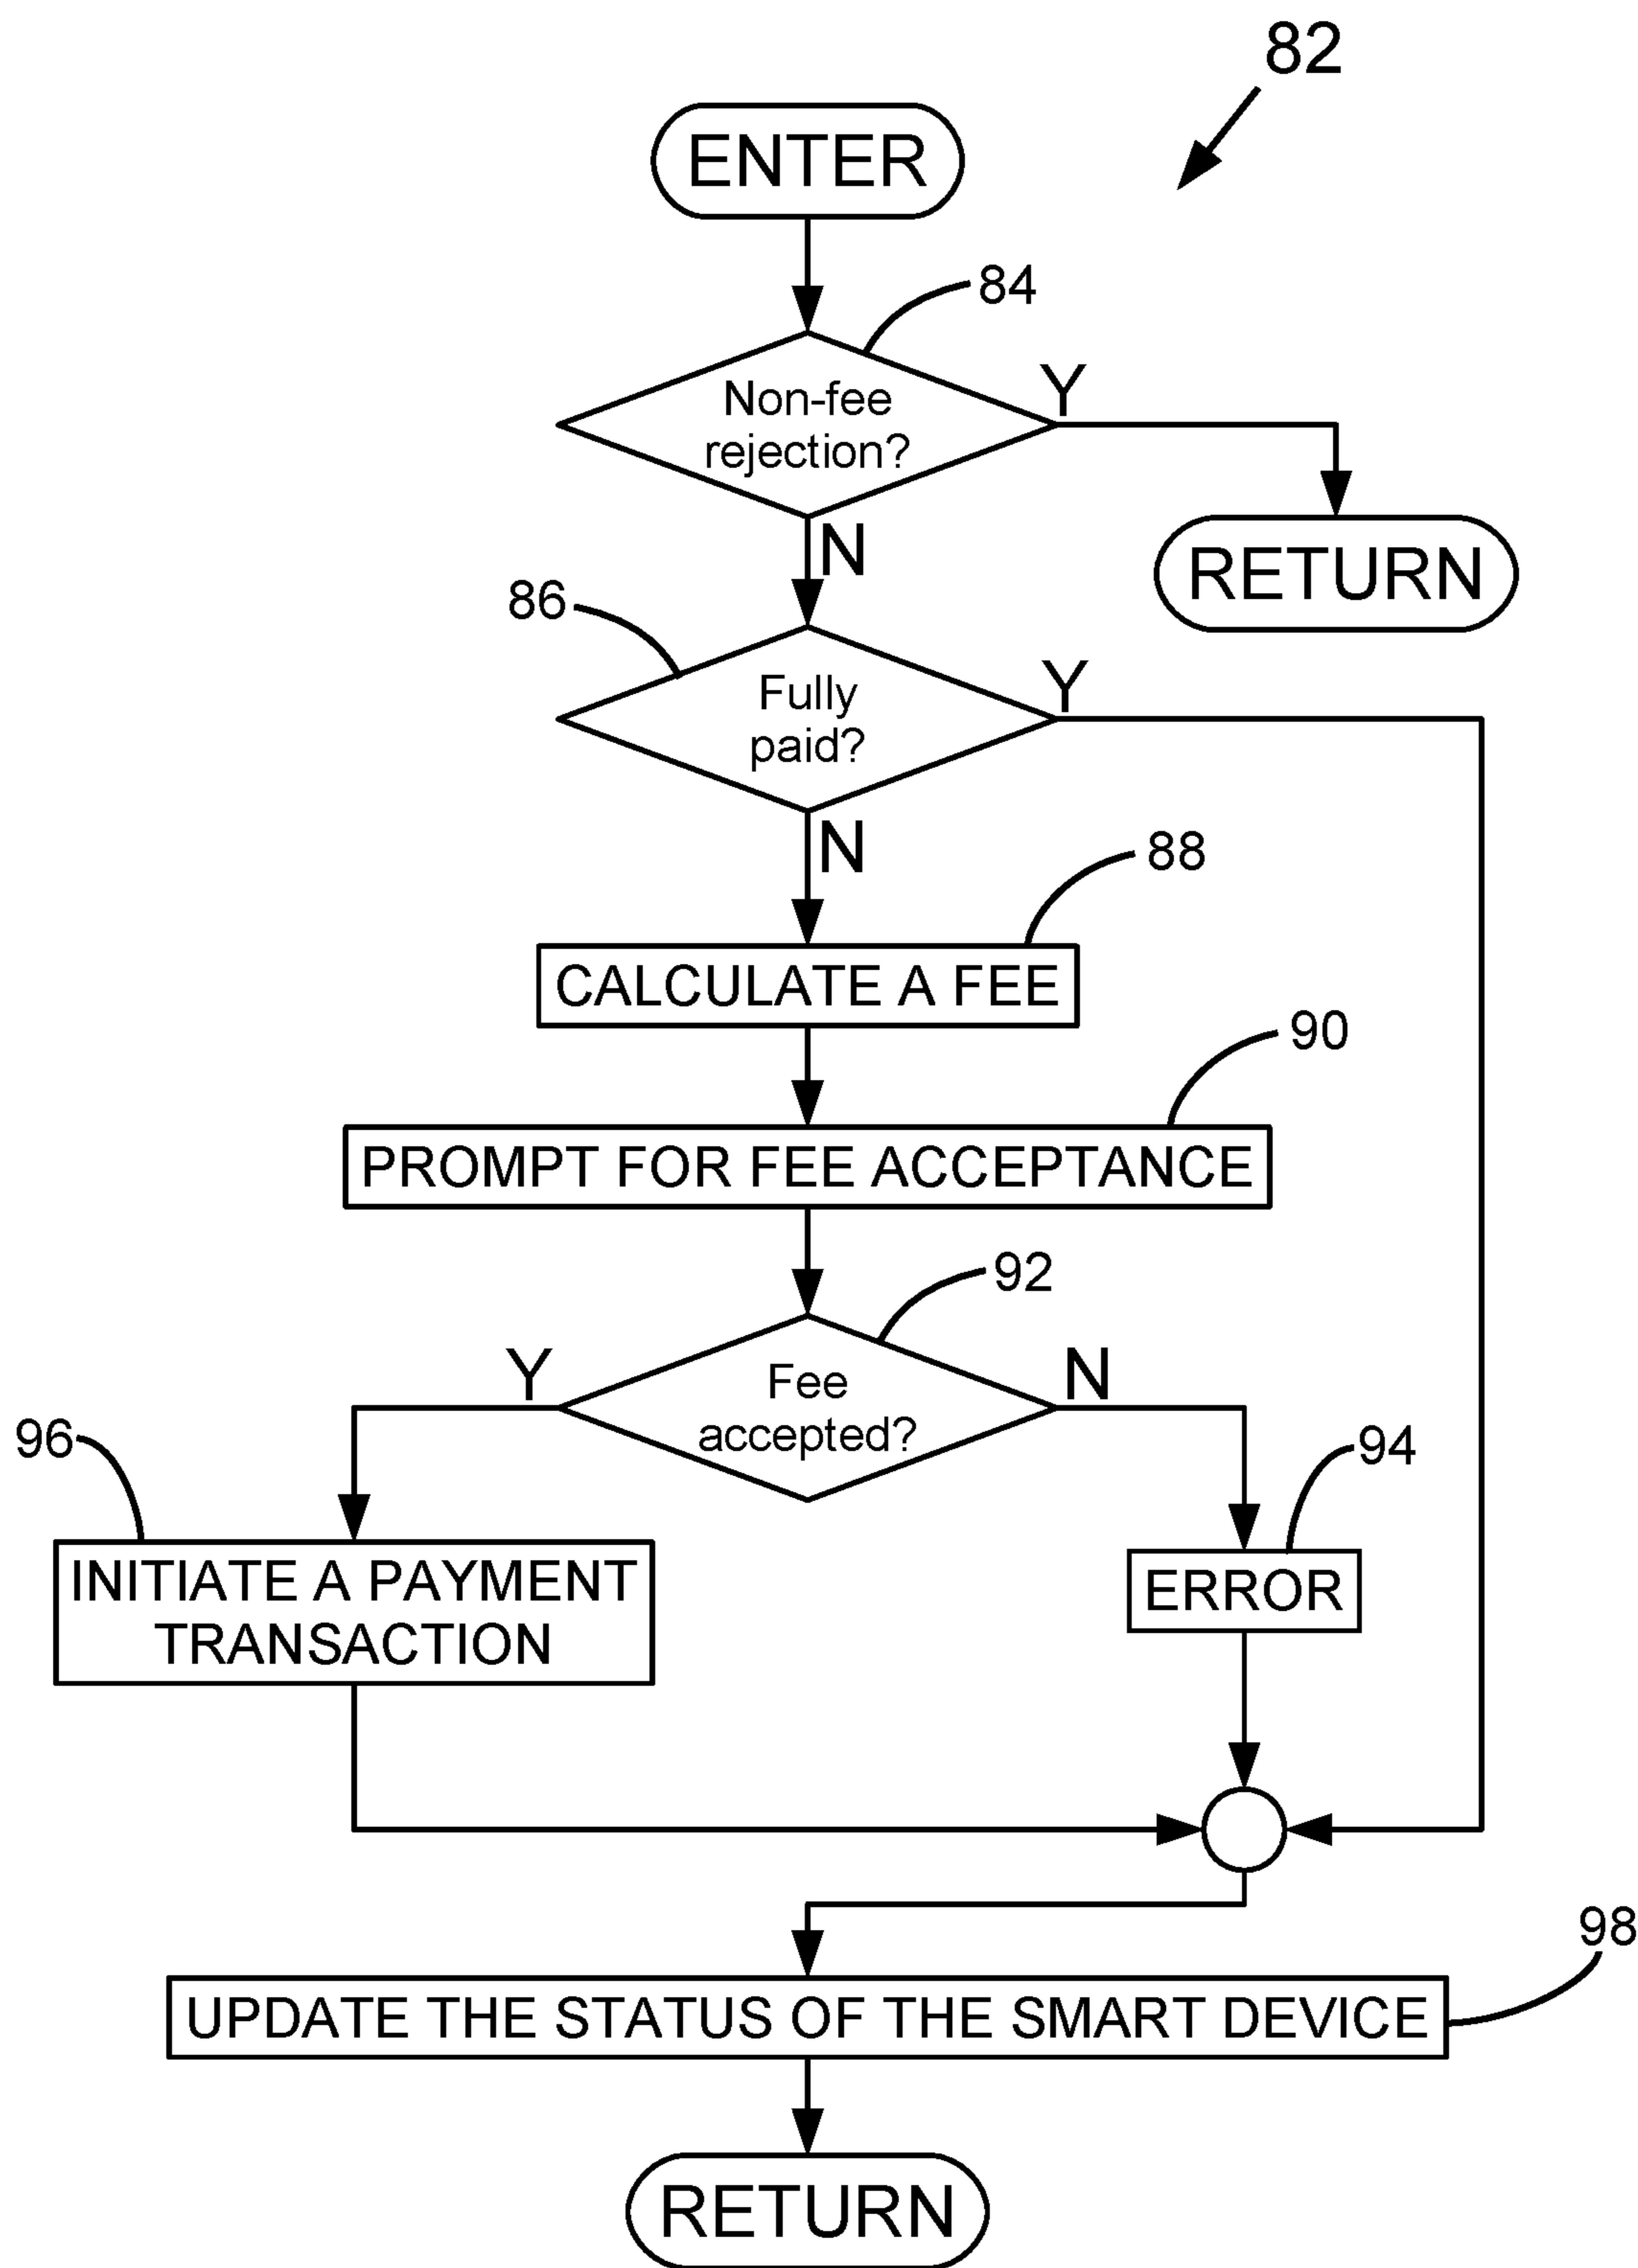 82
ENTER
84
Non-fee
rejection?
Y
N
RETURN
86
Fully
paid?
Y
N
88
CALCULATE A FEE
90
PROMPT FOR FEE ACCEPTANCE
92
Fee
accepted?
Y
N
96
94
INITIATE A PAYMENT
TRANSACTION
ERROR
98
UPDATE THE STATUS OF THE SMART DEVICE
RETURN